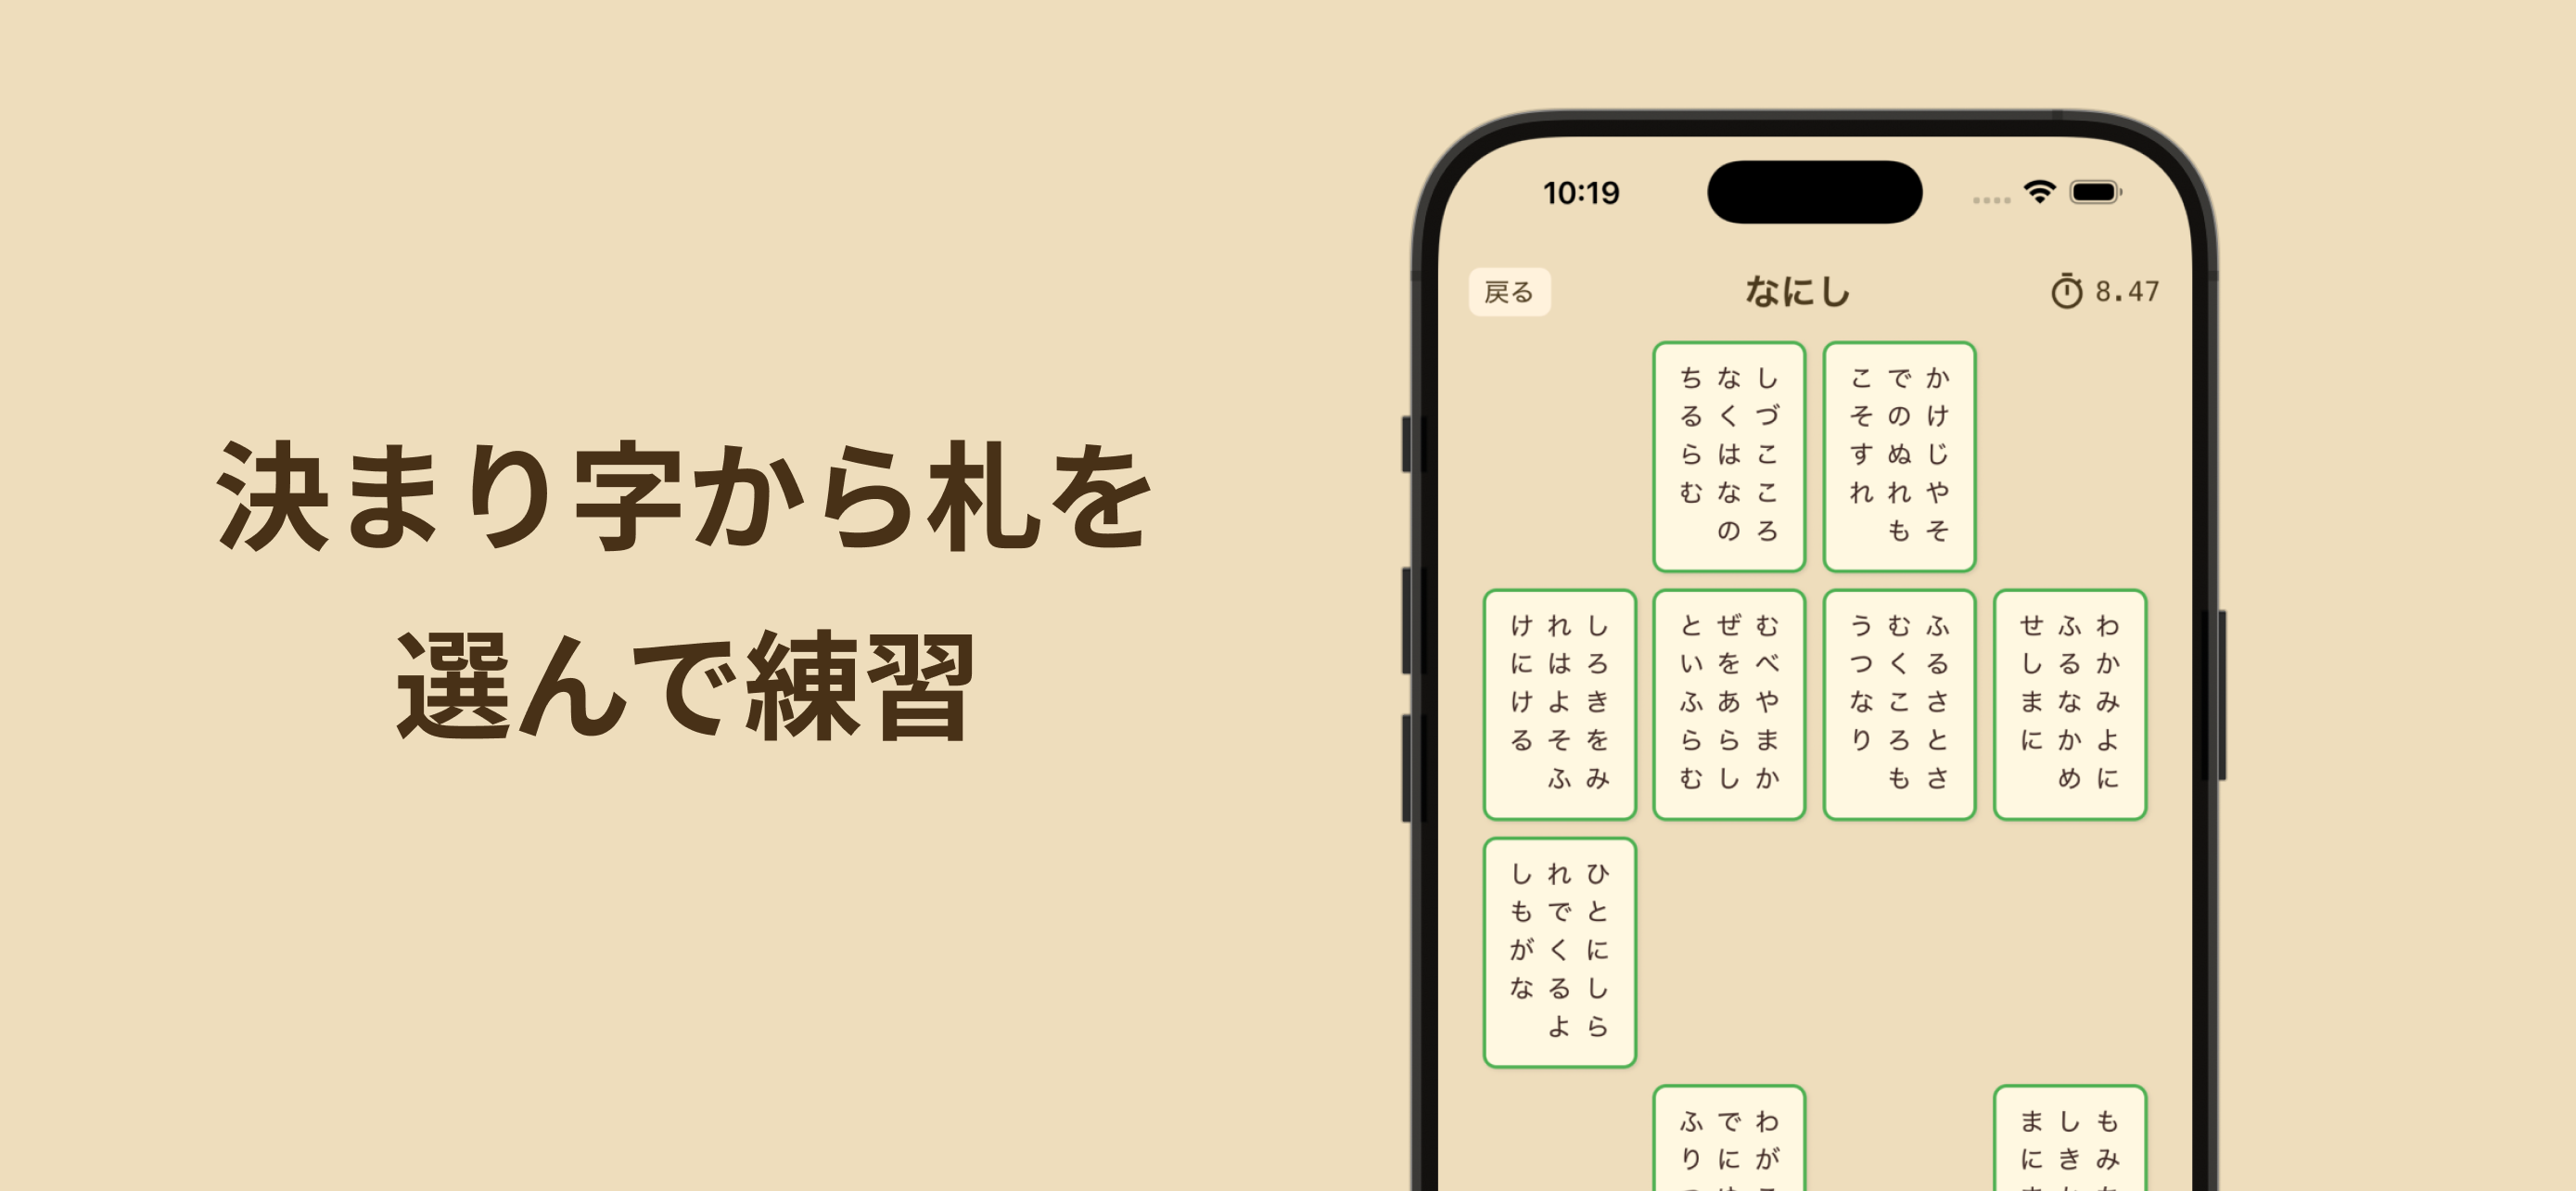 決まり字から札を
選んで練習
10:19
戻る
なにし
8.47
しづこころ
なくはなの
ちるらむ
かけじやそ
でのぬれも
こそすれ
しろきをみ
れはよそふ
けにける
むべやまか
ぜをあらし
といふらむ
ふるさとさ
むくころも
うつなり
わかみよに
ふるなかめ
せしまに
ひとにしら
れでくるよ
しもがな
わが
でに
ふり
もみ
しき
まに